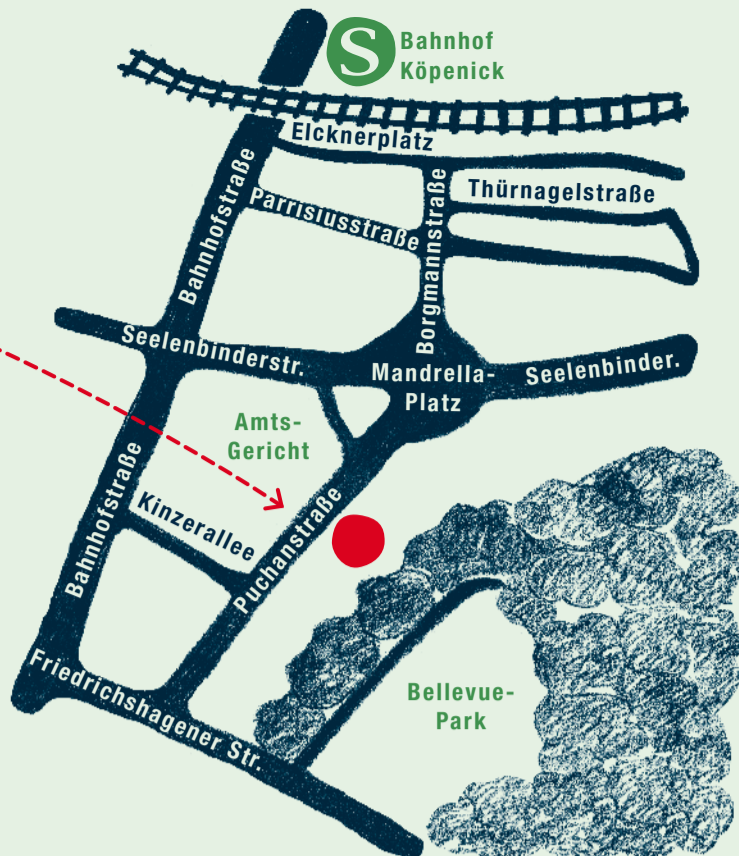 S Bahnhof
Köpenick
Elcknerplatz
Bahnhofstraße
Parrisiusstraße
Borgmannstraße
Thürnagelstraße
Seelenbinderstr.
Mandrella-
Platz
Seelenbinder.
Amts-
Gericht
Bahnhofstraße
Kinzerallee
Puchanstraße
Friedrichshagener Str.
Bellevue-
Park